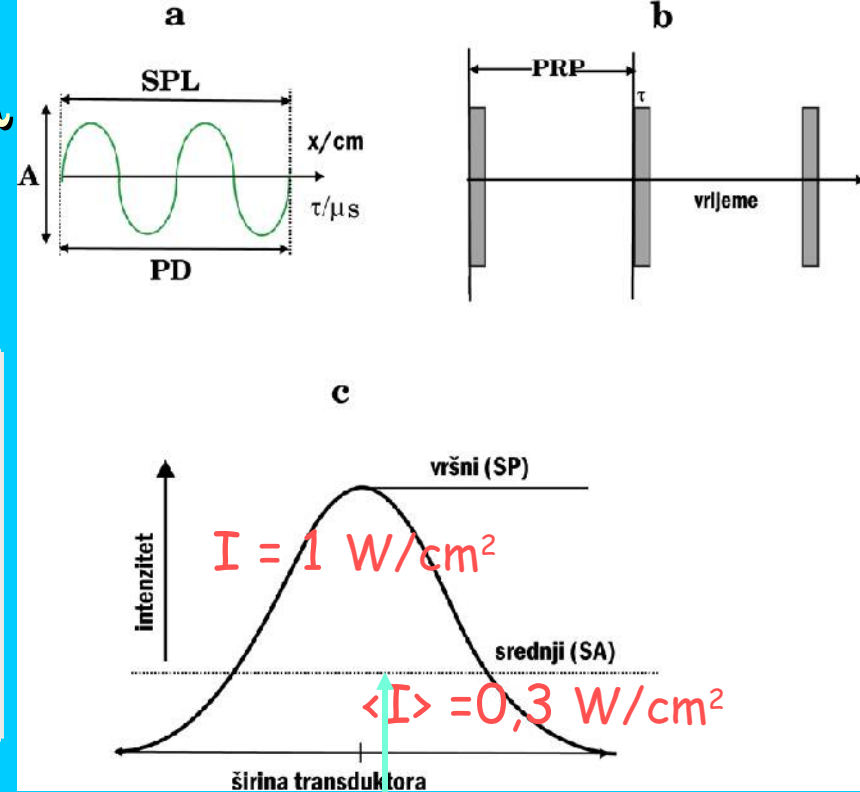 a
b
SPL
PRP
τ
A
x/cm
τ/μs
vrijeme
PD
c
vršni (SP)
I = 1 W/cm²
intenzitet
srednji (SA)
<I> =0,3 W/cm²
širina transduktora